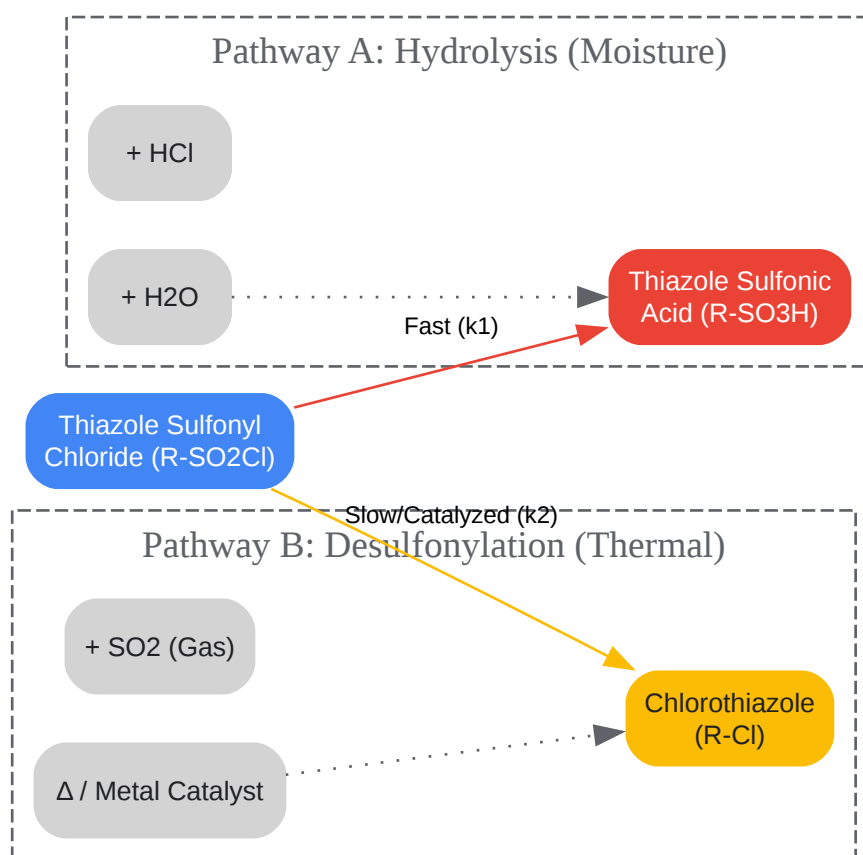 Pathway A: Hydrolysis (Moisture)
+ HCl
+ H2O
Thiazole Sulfonic
Acid (R-SO3H)
Fast (k1)
Thiazole Sulfonyl
Chloride (R-SO2Cl)
Slow/Catalyzed (k2)
Pathway B: Desulfonylation (Thermal)
+ SO2 (Gas)
Chlorothiazole
(R-Cl)
Δ / Metal Catalyst